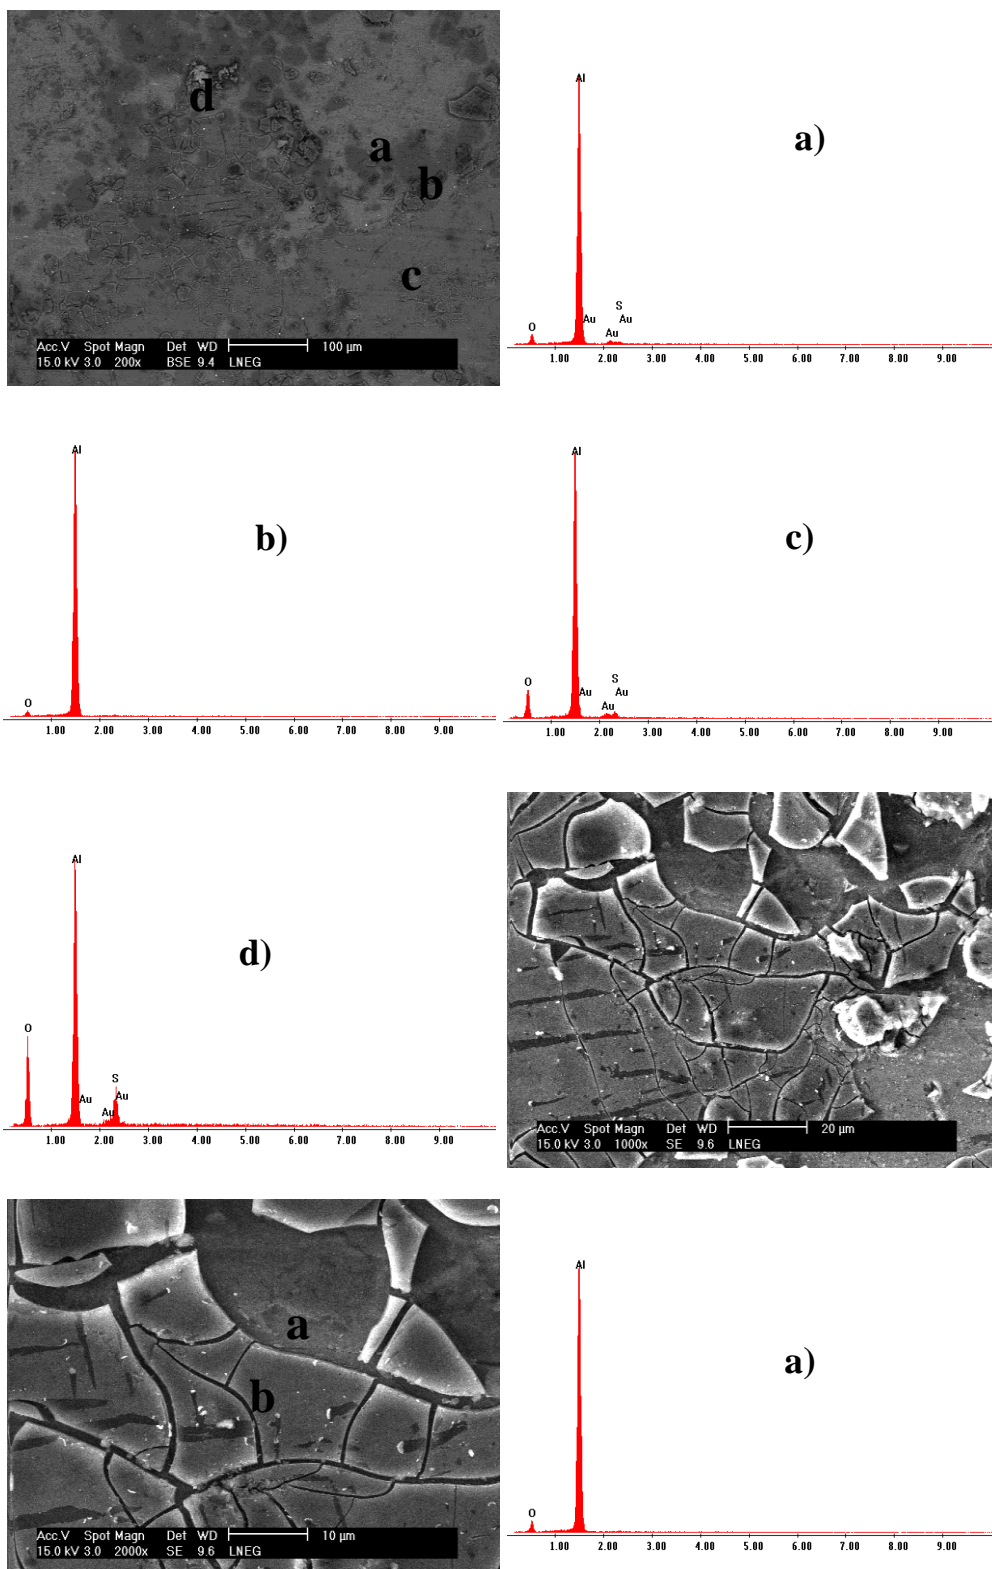 d
a
b
c
Acc.V Spot Magn Det WD 100 µm
15.0 kV 3.0 200x BSE 9.4 LNEG
Al
a)
S
Au Au
O Au
1.00 2.00 3.00 4.00 5.00 6.00 7.00 8.00 9.00
Al
b)
O
1.00 2.00 3.00 4.00 5.00 6.00 7.00 8.00 9.00
Al
c)
O S
Au Au
Au
1.00 2.00 3.00 4.00 5.00 6.00 7.00 8.00 9.00
Al
d)
O
S
Au Au
Au
1.00 2.00 3.00 4.00 5.00 6.00 7.00 8.00 9.00
Acc.V Spot Magn Det WD 20 µm
15.0 kV 3.0 1000x SE 9.6 LNEG
a
b
Acc.V Spot Magn Det WD 10 µm
15.0 kV 3.0 2000x SE 9.6 LNEG
Al
a)
O
1.00 2.00 3.00 4.00 5.00 6.00 7.00 8.00 9.00